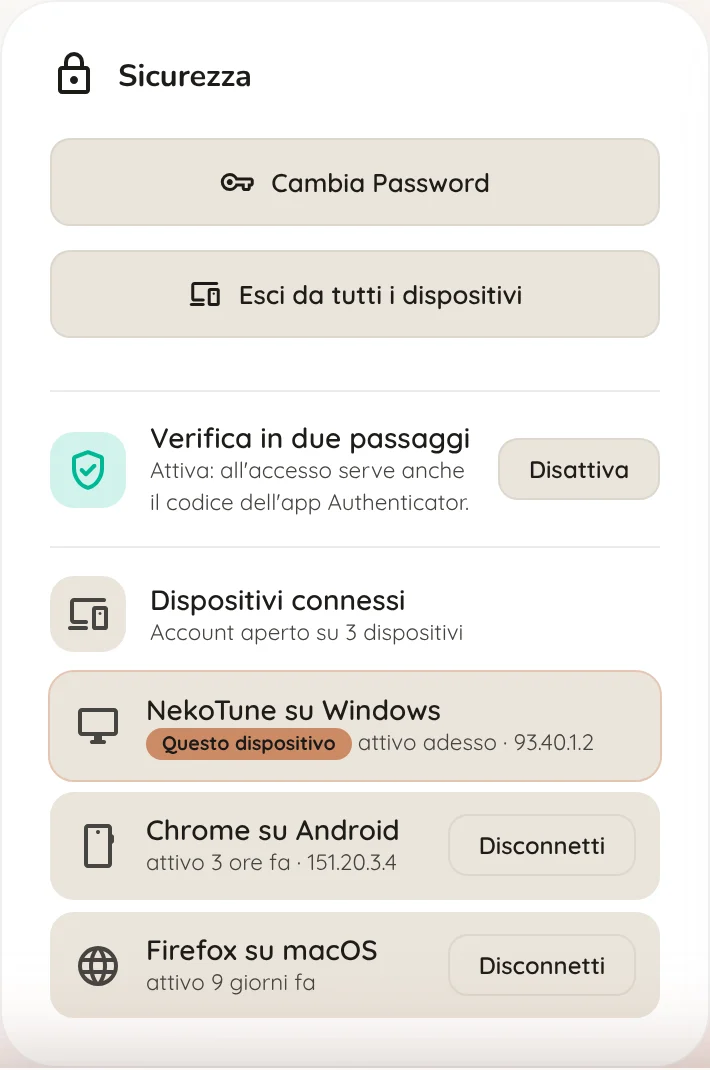 Sicurezza
Cambia Password
Esci da tutti i dispositivi
Verifica in due passaggi
Attiva: all'accesso serve anche
il codice dell'app Authenticator.
Disattiva
Dispositivi connessi
Account aperto su 3 dispositivi
NekoTune su Windows
Questo dispositivo attivo adesso · 93.40.1.2
Chrome su Android
attivo 3 ore fa · 151.20.3.4
Disconnetti
Firefox su macOS
attivo 9 giorni fa
Disconnetti